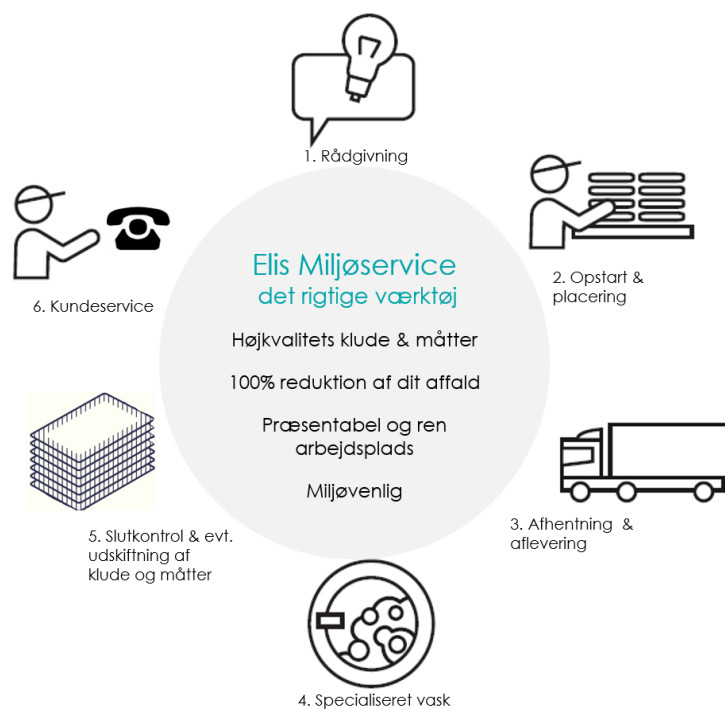 1. Rådgivning
2. Opstart &
placering
3. Afhentning &
aflevering
4. Specialiseret vask
5. Slutkontrol & evt.
udskiftning af
klude og måtter
6. Kundeservice
Elis Miljøservice
det rigtige værktøj
Højkvalitets klude & måtter
100% reduktion af dit affald
Præsentabel og ren
arbejdsplads
Miljøvenlig